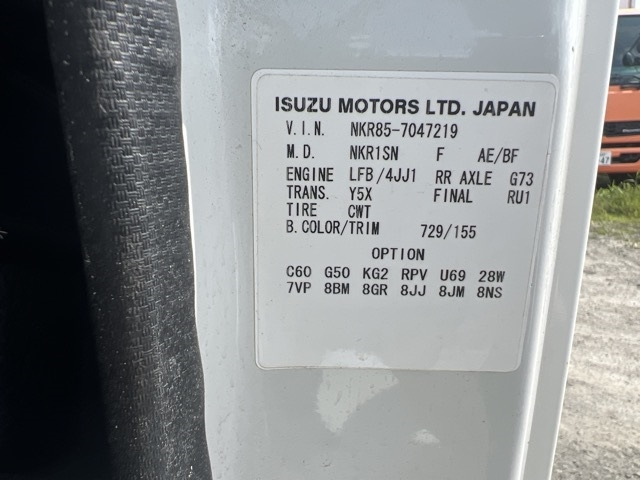 ISUZU MOTORS LTD. JAPAN
V.I.N. NKR85-7047219
M.D. NKR1SN F AE/BF
ENGINE LFB/4JJ1 RR AXLE G73
TRANS. Y5X FINAL RU1
TIRE CWT
B.COLOR/TRIM 729/155
OPTION
C60 G50 KG2 RPV U69 28W
7VP 8BM 8GR 8JJ 8JM 8NS